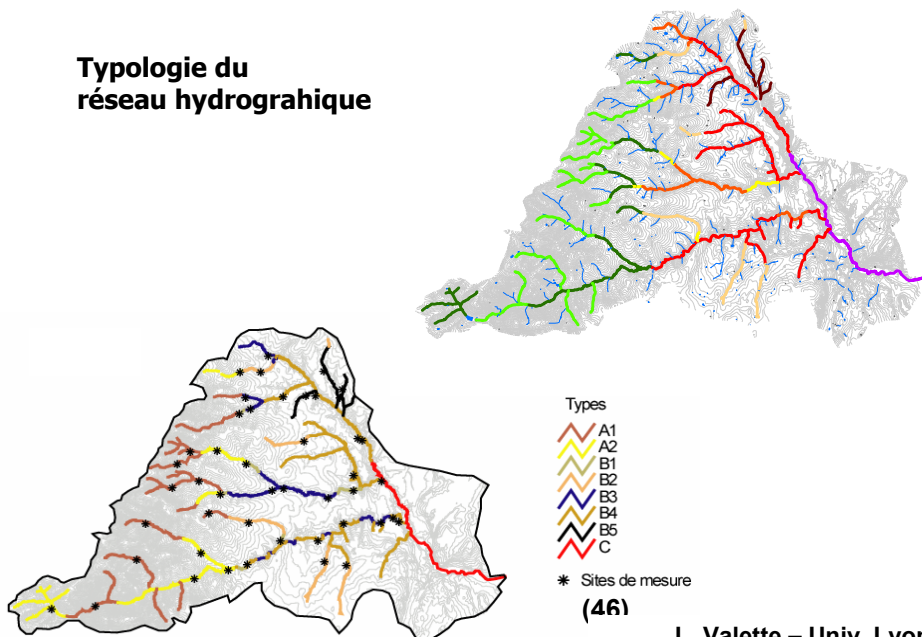 Typologie du
réseau hydrograhique
Types
A1
A2
B1
B2
B3
B4
B5
C
Sites de mesure
(46)
L. Valette – Univ. Lyon